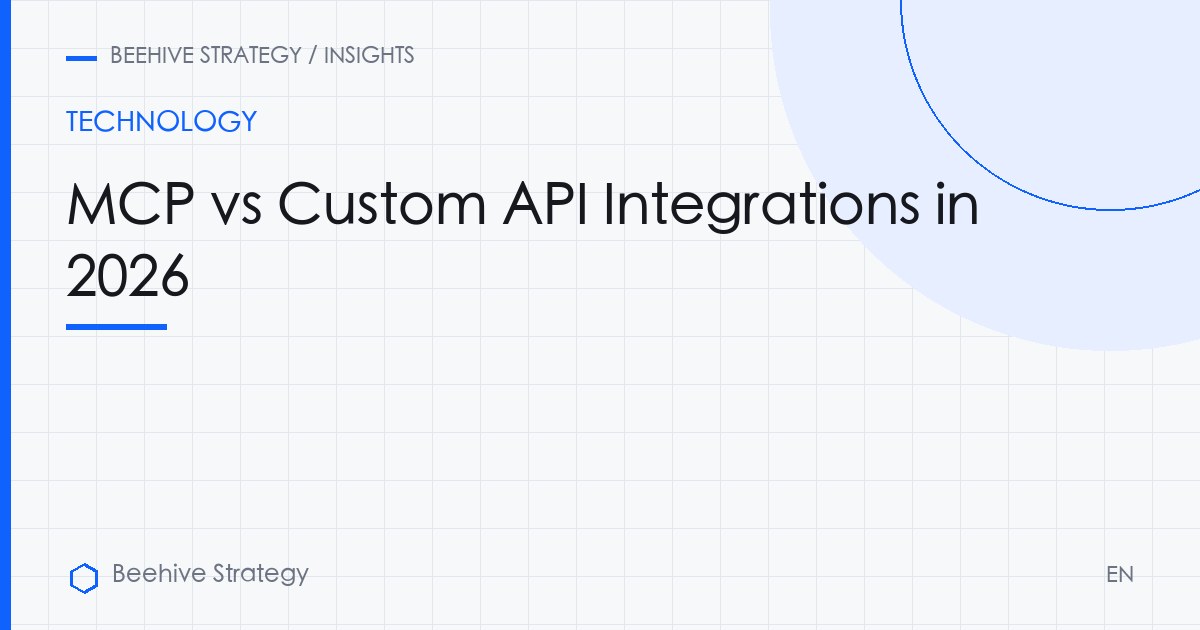 BEEHIVE STRATEGY / INSIGHTS
TECHNOLOGY
MCP vs Custom API Integrations in
2026
Beehive Strategy
EN